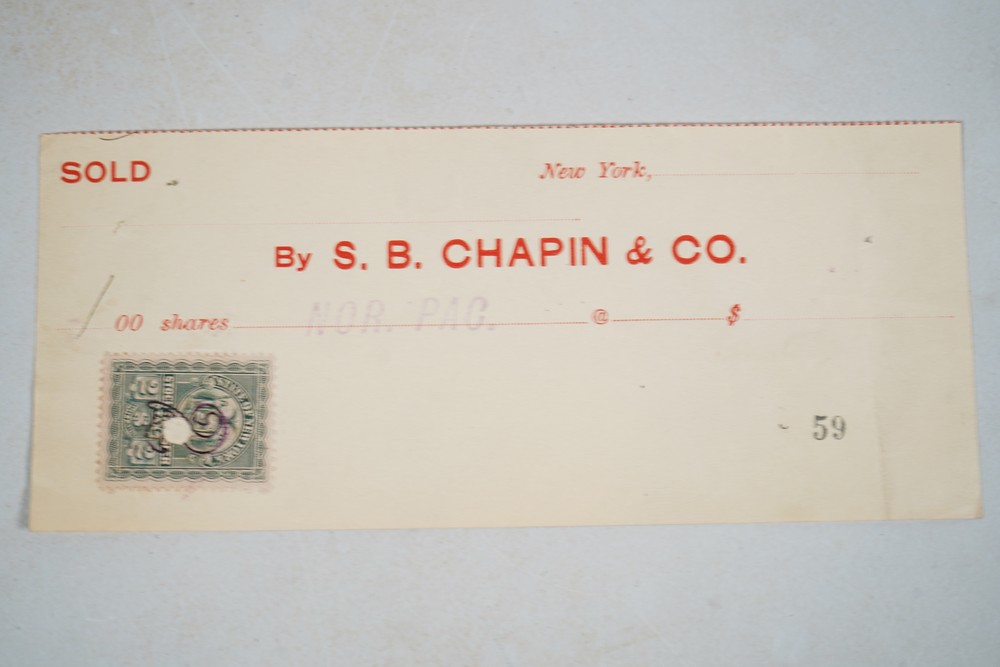 SOLD
New York,
By S. B. CHAPIN & CO.
00 shares NOR. PAC. @ $
59